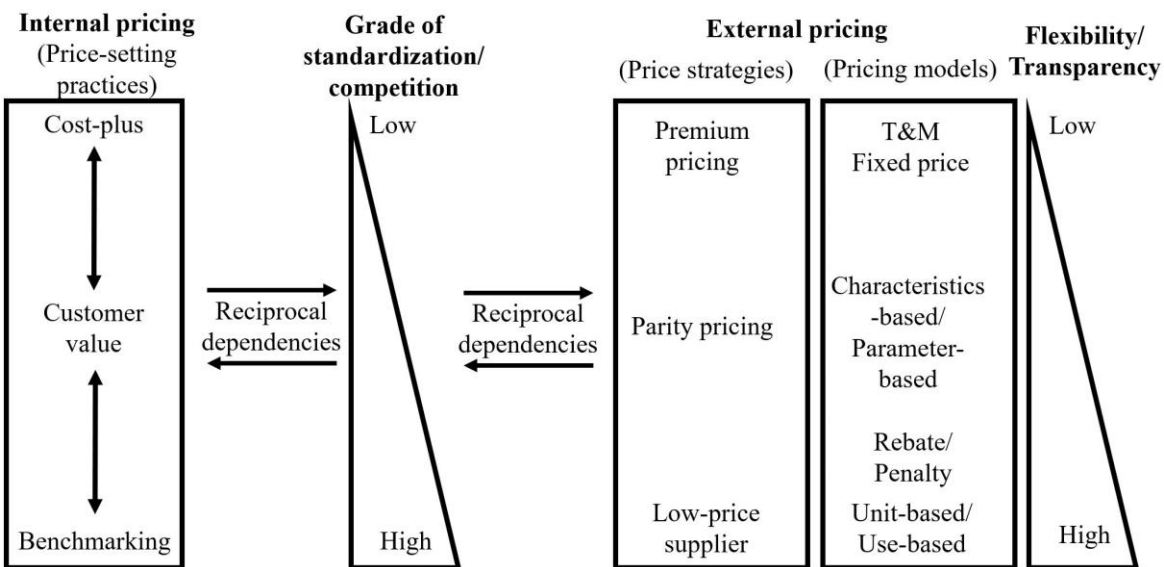 Internal pricing
(Price-setting
practices)
Cost-plus
Customer
value
Benchmarking
Reciprocal
dependencies
Grade of
standardization/
competition
Low
High
Reciprocal
dependencies
External pricing
(Price strategies)
Premium
pricing
Parity pricing
Low-price
supplier
(Pricing models)
T&M
Fixed price
Characteristics
-based/
Parameter-
based
Rebate/
Penalty
Unit-based/
Use-based
Flexibility/
Transparency
Low
High